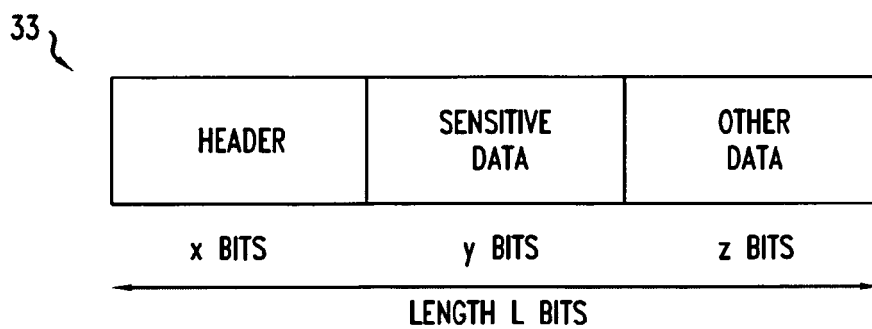 33
HEADER
SENSITIVE
DATA
OTHER
DATA
x BITS
y BITS
z BITS
LENGTH L BITS